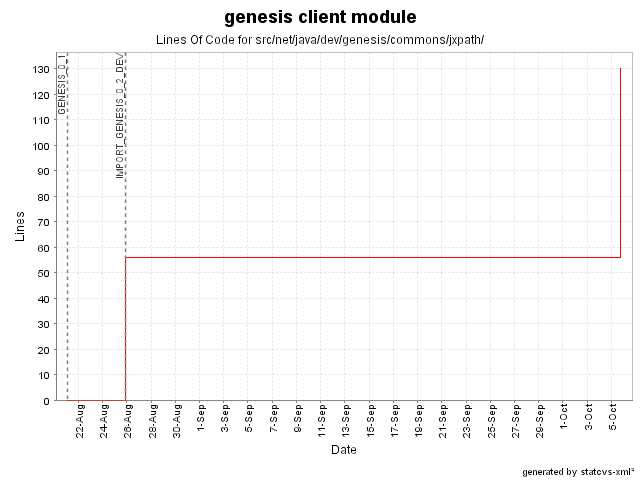 genesis client module
Lines Of Code for src/net/java/dev/genesis/commons/jxpath/
GENESIS_0_1
IMPORT_GENESIS_0_2_DEV
Lines
130
120
110
100
90
80
70
60
50
40
30
20
10
0
22-Aug
24-Aug
26-Aug
28-Aug
30-Aug
1-Sep
3-Sep
5-Sep
7-Sep
9-Sep
11-Sep
13-Sep
15-Sep
17-Sep
19-Sep
21-Sep
23-Sep
25-Sep
27-Sep
29-Sep
1-Oct
3-Oct
5-Oct
Date
generated by statcvs-xml²